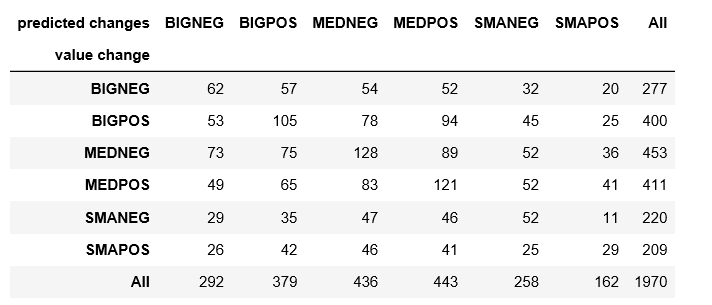 predicted changes BIGNEG BIGPOS MEDNEG MEDPOS SMANEG SMAPOS All
value change
BIGNEG 62 57 54 52 32 20 277
BIGPOS 53 105 78 94 45 25 400
MEDNEG 73 75 128 89 52 36 453
MEDPOS 49 65 83 121 52 41 411
SMANEG 29 35 47 46 52 11 220
SMAPOS 26 42 46 41 25 29 209
All 292 379 436 443 258 162 1970